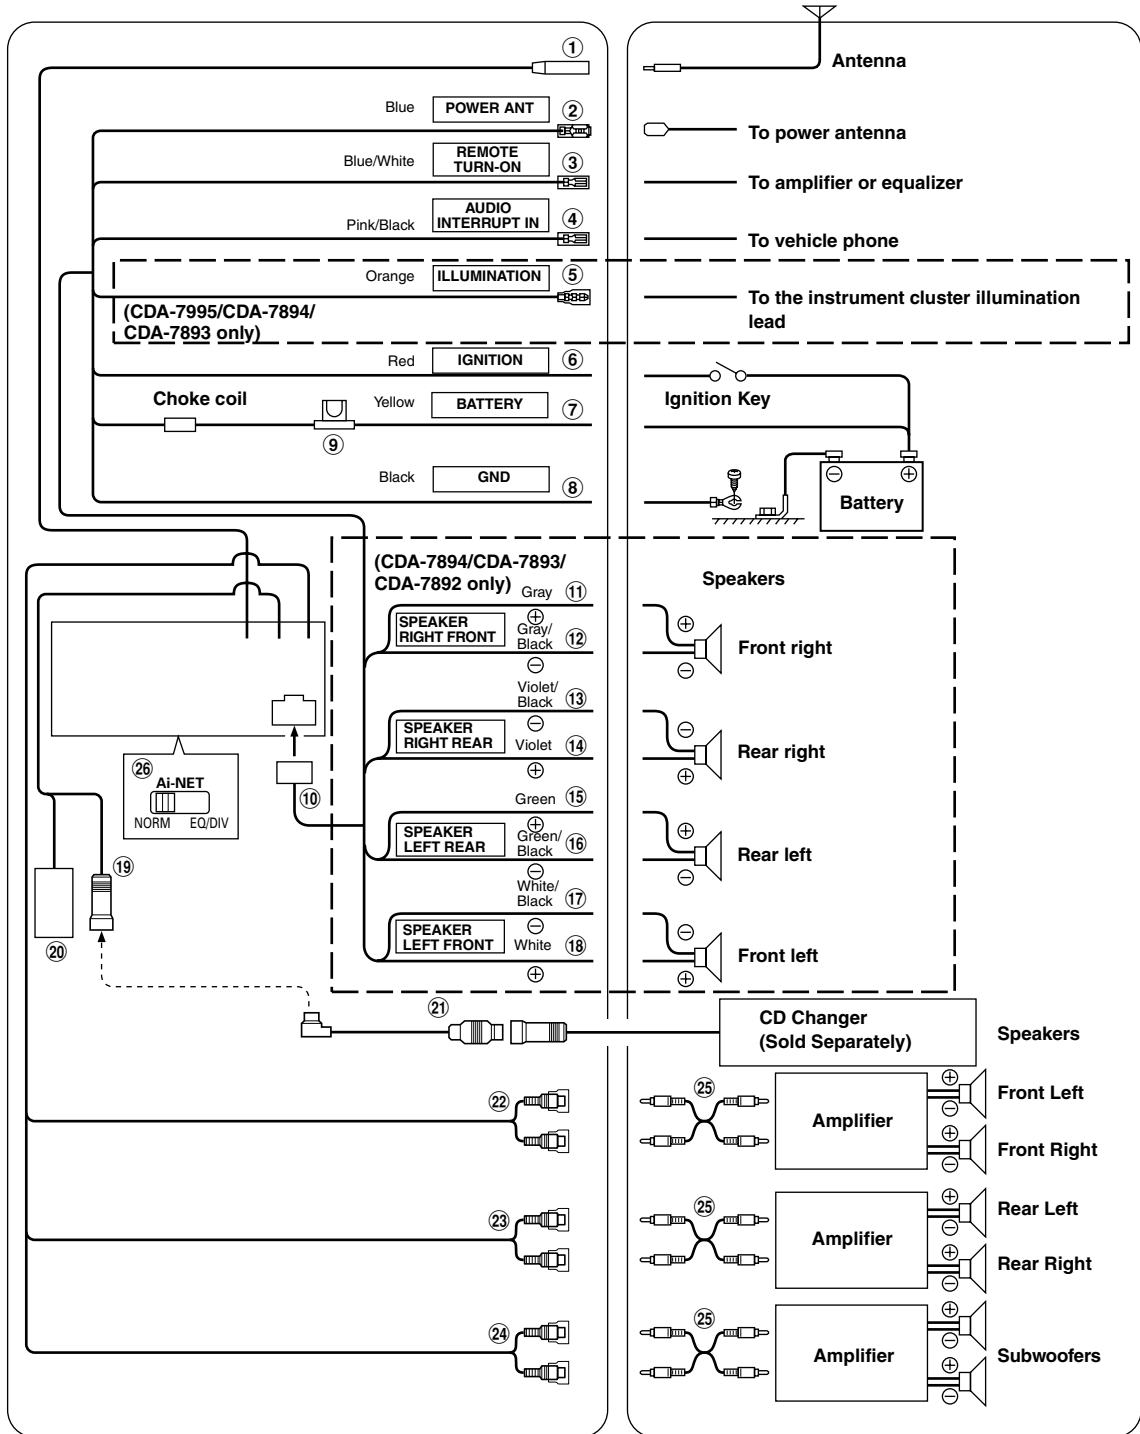 ①
Antenna
Blue
POWER ANT
②
To power antenna
Blue/White
REMOTE
TURN-ON
③
To amplifier or equalizer
Pink/Black
AUDIO
INTERRUPT IN
④
To vehicle phone
Orange
ILLUMINATION
⑤
To the instrument cluster illumination
lead
(CDA-7995/CDA-7894/
CDA-7893 only)
Red
IGNITION
⑥
Ignition Key
Choke coil
Yellow
BATTERY
⑦
⑨
Black
GND
⑧
⊖
⊕
Battery
(CDA-7894/CDA-7893/
CDA-7892 only)
Speakers
Gray
⑪
SPEAKER
RIGHT FRONT
⊕
Gray/
Black
⑫
⊖
⊕
⊖
Front right
Violet/
Black
⑬
SPEAKER
RIGHT REAR
⊖
Violet
⑭
⊕
⊖
⊕
Rear right
㉖
Ai-NET
NORM
EQ/DIV
⑩
Green
⑮
SPEAKER
LEFT REAR
⊕
Green/
Black
⑯
⊖
⊕
⊖
Rear left
White/
Black
⑰
SPEAKER
LEFT FRONT
⊖
White
⑱
⊕
⊖
⊕
Front left
⑲
⑳
㉑
CD Changer
(Sold Separately)
Speakers
㉒
㉕
Amplifier
⊕
⊖
Front Left
⊕
⊖
Front Right
㉓
㉕
Amplifier
⊕
⊖
Rear Left
⊕
⊖
Rear Right
㉔
㉕
Amplifier
⊕
⊖
⊕
⊖
Subwoofers